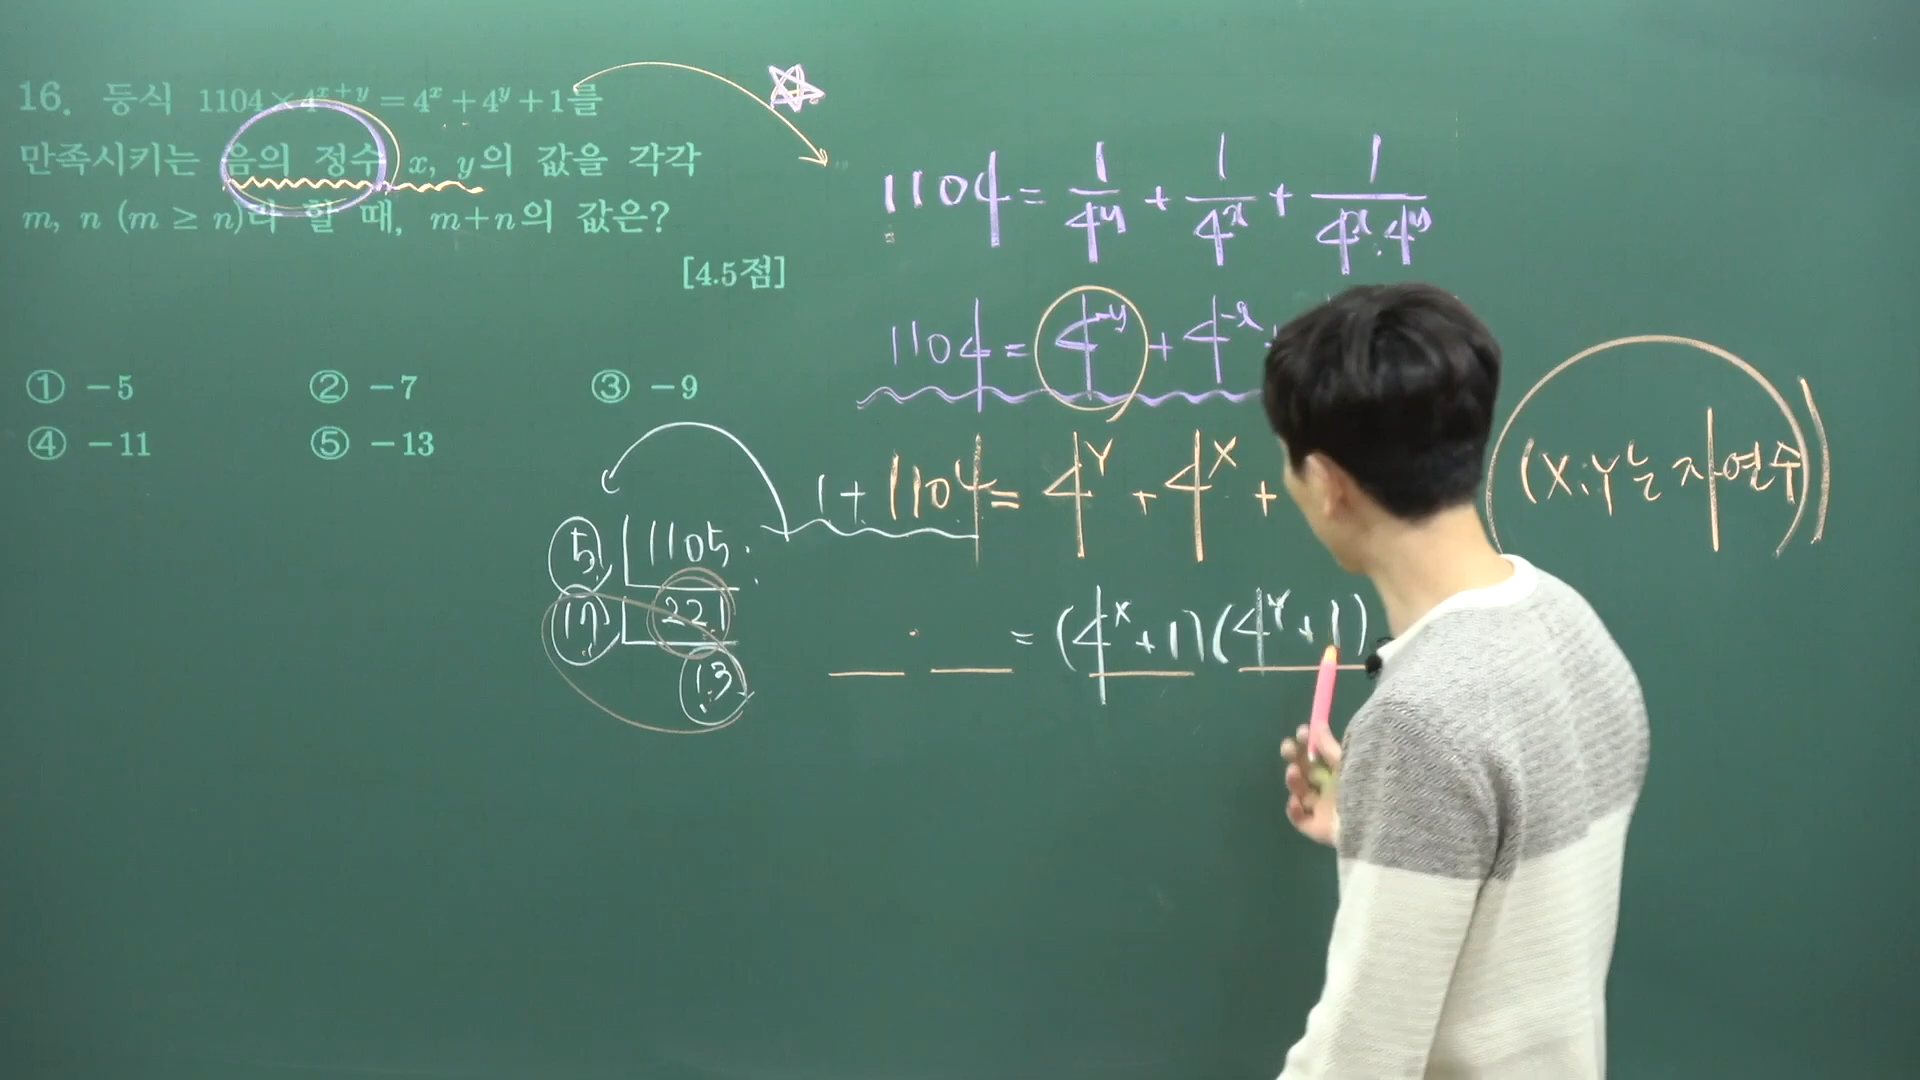 16. 등식 1104×4^{x+y}=4^x+4^y+1를
만족시키는 음의 정수 x, y의 값을 각각
m, n (m ≥ n)라 할 때, m+n의 값은?
[4.5점]
① −5 ② −7 ③ −9
④ −11 ⑤ −13
1104 = 1/4^y + 1/4^x + 1/(4^x·4^y)
1104 = 4^{-y} + 4^{-x} +
1+1104 = 4^Y + 4^X +
(X, Y는 자연수)
5 1105
17 221
13
= (4^X+1)(4^Y+1)